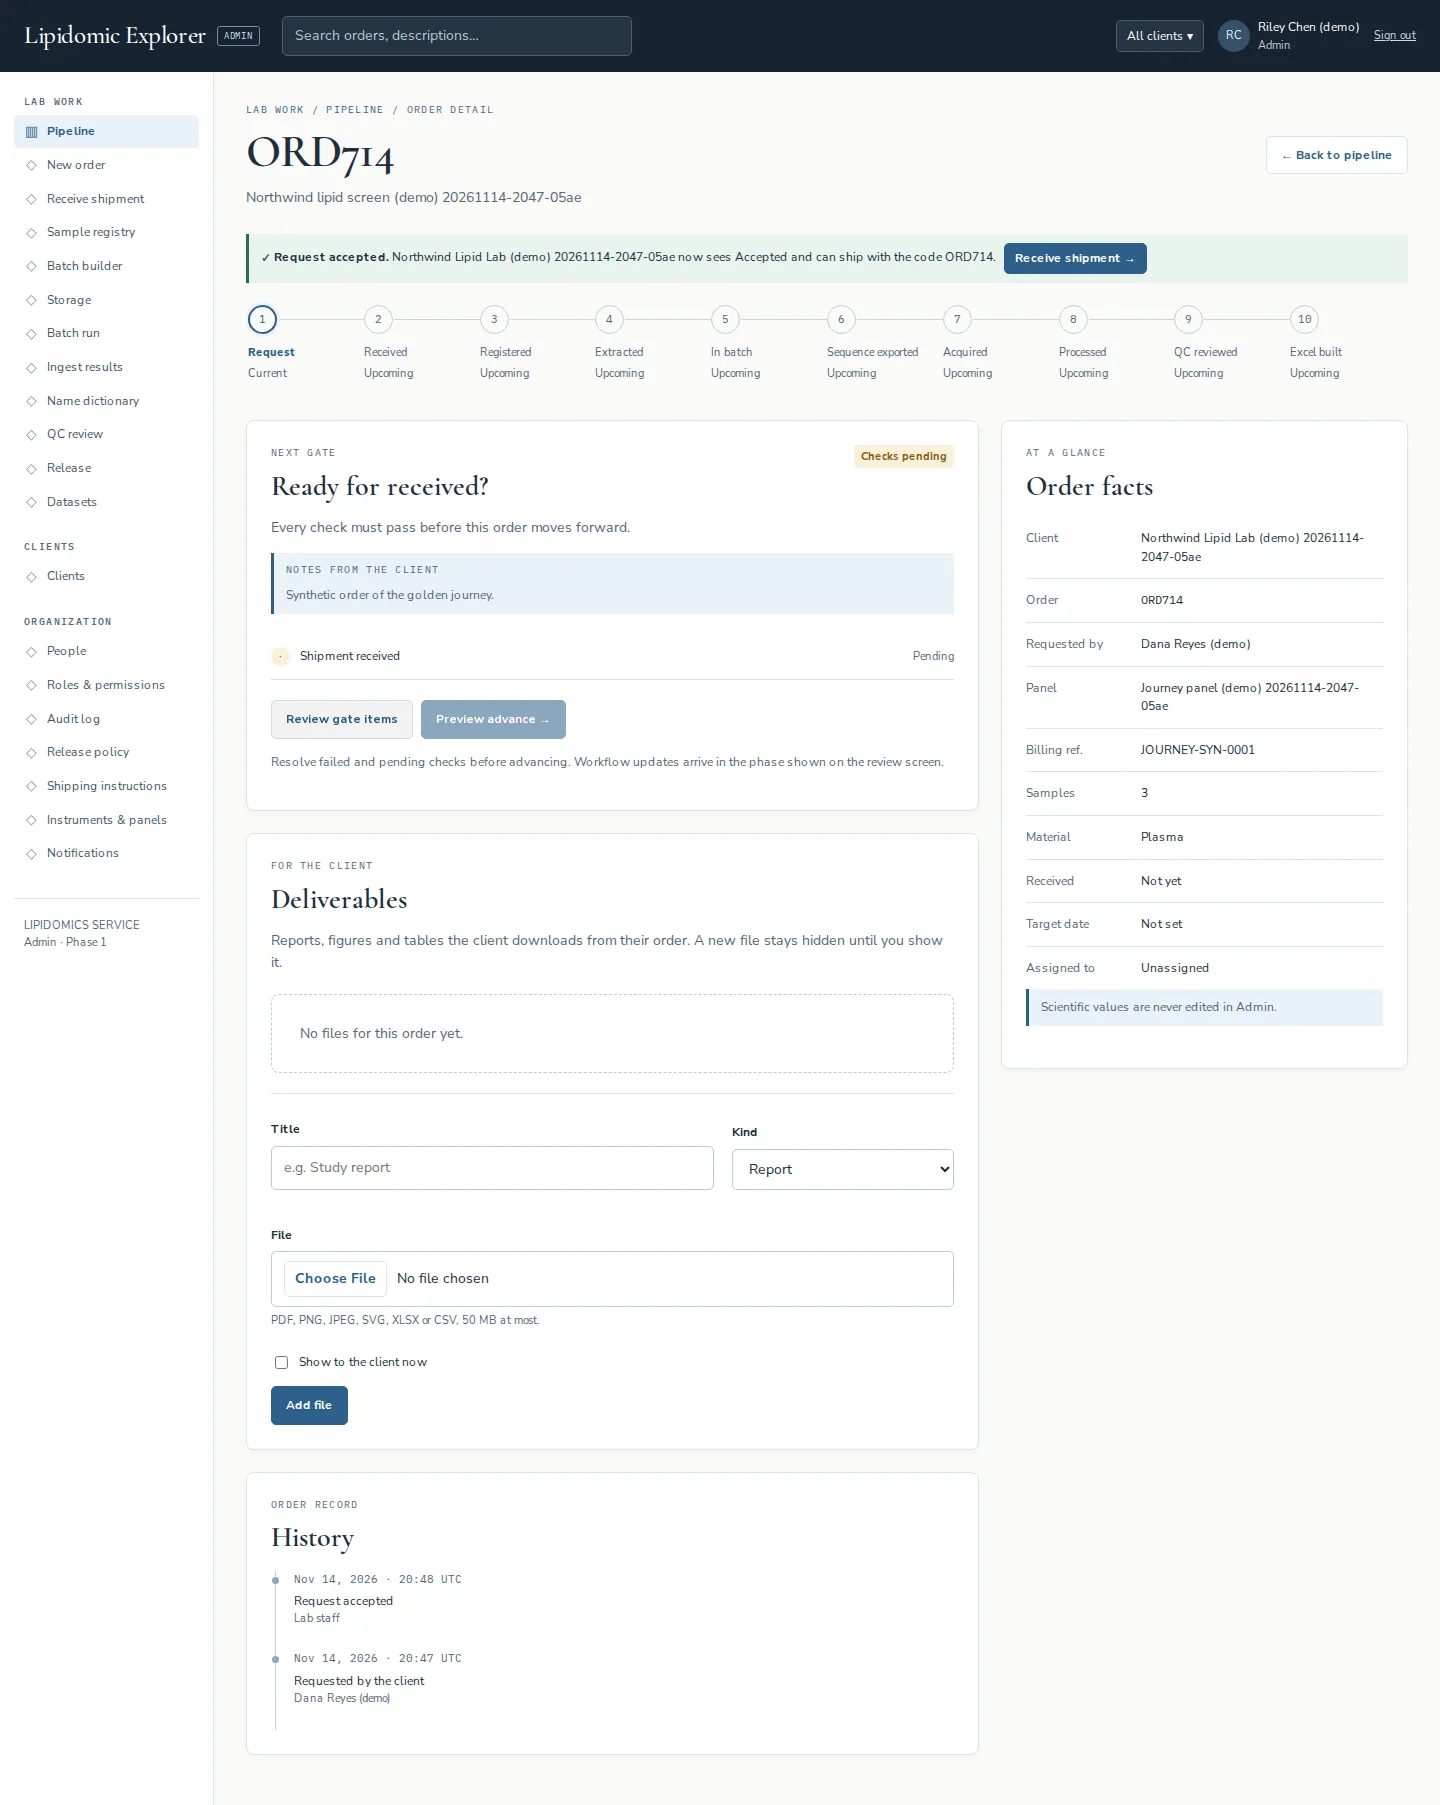 Lipidomic Explorer ADMIN Search orders, descriptions... All clients ▾ RC Riley Chen (demo) Sign out
Admin
LAB WORK
Pipeline
New order
Receive shipment
Sample registry
Batch builder
Storage
Batch run
Ingest results
Name dictionary
QC review
Release
Datasets
CLIENTS
Clients
ORGANIZATION
People
Roles & permissions
Audit log
Release policy
Shipping instructions
Instruments & panels
Notifications
LIPIDOMICS SERVICE
Admin · Phase 1
LAB WORK / PIPELINE / ORDER DETAIL
ORD714
← Back to pipeline
Northwind lipid screen (demo) 20261114-2047-05ae
✓ Request accepted. Northwind Lipid Lab (demo) 20261114-2047-05ae now sees Accepted and can ship with the code ORD714. Receive shipment →
1 2 3 4 5 6 7 8 9 10
Request Received Registered Extracted In batch Sequence exported Acquired Processed QC reviewed Excel built
Current Upcoming Upcoming Upcoming Upcoming Upcoming Upcoming Upcoming Upcoming Upcoming
NEXT GATE
Checks pending
Ready for received?
Every check must pass before this order moves forward.
NOTES FROM THE CLIENT
Synthetic order of the golden journey.
· Shipment received Pending
Review gate items Preview advance →
Resolve failed and pending checks before advancing. Workflow updates arrive in the phase shown on the review screen.
FOR THE CLIENT
Deliverables
Reports, figures and tables the client downloads from their order. A new file stays hidden until you show
it.
No files for this order yet.
Title Kind
e.g. Study report Report
File
Choose File No file chosen
PDF, PNG, JPEG, SVG, XLSX or CSV, 50 MB at most.
Show to the client now
Add file
ORDER RECORD
History
Nov 14, 2026 · 20:48 UTC
Request accepted
Lab staff
Nov 14, 2026 · 20:47 UTC
Requested by the client
Dana Reyes (demo)
AT A GLANCE
Order facts
Client Northwind Lipid Lab (demo) 20261114-
2047-05ae
Order ORD714
Requested by Dana Reyes (demo)
Panel Journey panel (demo) 20261114-2047-
05ae
Billing ref. JOURNEY-SYN-0001
Samples 3
Material Plasma
Received Not yet
Target date Not set
Assigned to Unassigned
Scientific values are never edited in Admin.